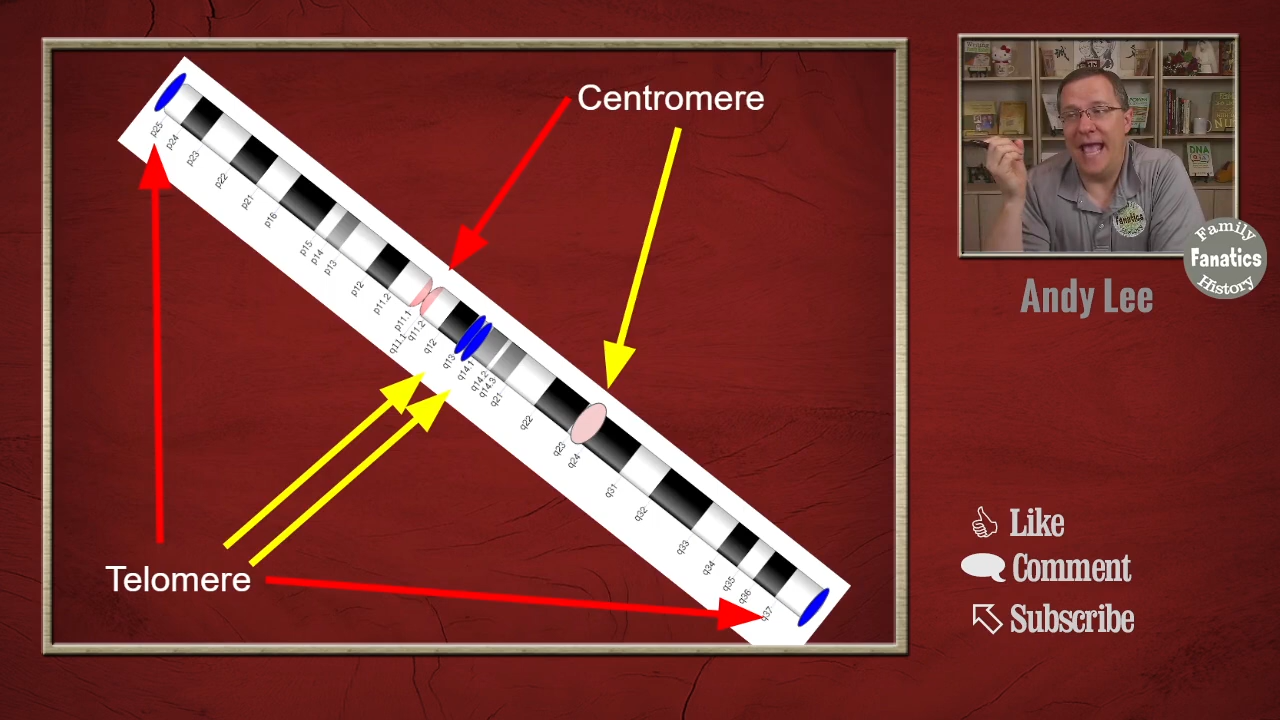 Centromere
p25
p24
p23
p22
p21
p16
p15
p14
p13
p12
p11.2
p11.1
q11.1
q11.2
q12
q13
q14.1
q14.2
q14.3
q21
q22
q23
q24
q31
q32
q33
q34
q35
q36
q37
Telomere
DNA
Fanatics
Family
Fanatics
History
Andy Lee
Like
Comment
Subscribe